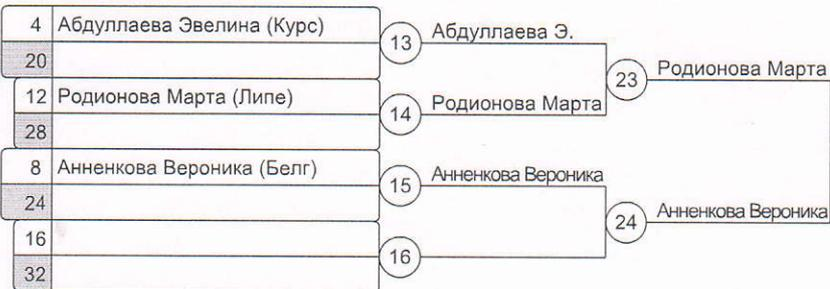 4 Абдуллаева Эвелина (Курс)
20
13 Абдуллаева Э.
12 Родионова Марта (Липе)
28
14 Родионова Марта
23 Родионова Марта
8 Анненкова Вероника (Белг)
24
15 Анненкова Вероника
16
32
16
24 Анненкова Вероника